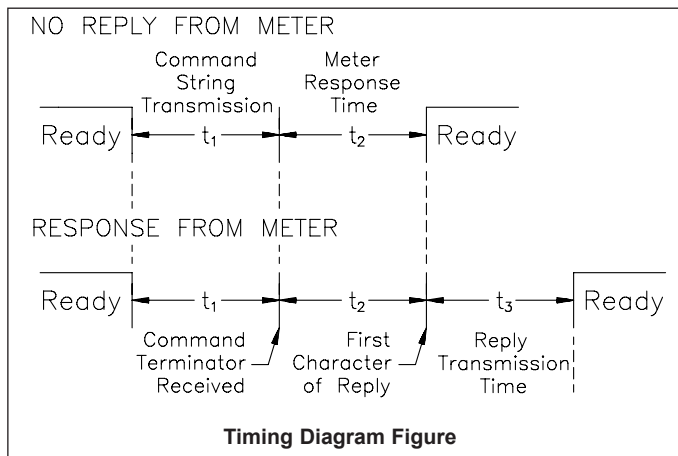 NO REPLY FROM METER
Command
String
Transmission
Meter
Response
Time
Ready
t₁
t₂
Ready
RESPONSE FROM METER
Ready
t₁
t₂
t₃
Ready
Command
Terminator
Received
First
Character
of Reply
Reply
Transmission
Time
Timing Diagram Figure